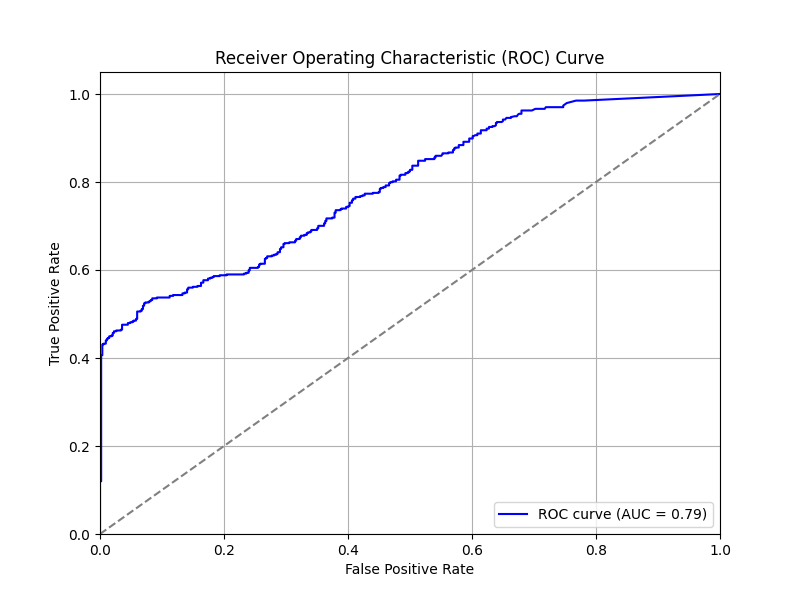 Receiver Operating Characteristic (ROC) Curve
True Positive Rate
1.0
0.8
0.6
0.4
0.2
0.0
ROC curve (AUC = 0.79)
0.0 0.2 0.4 0.6 0.8 1.0
False Positive Rate